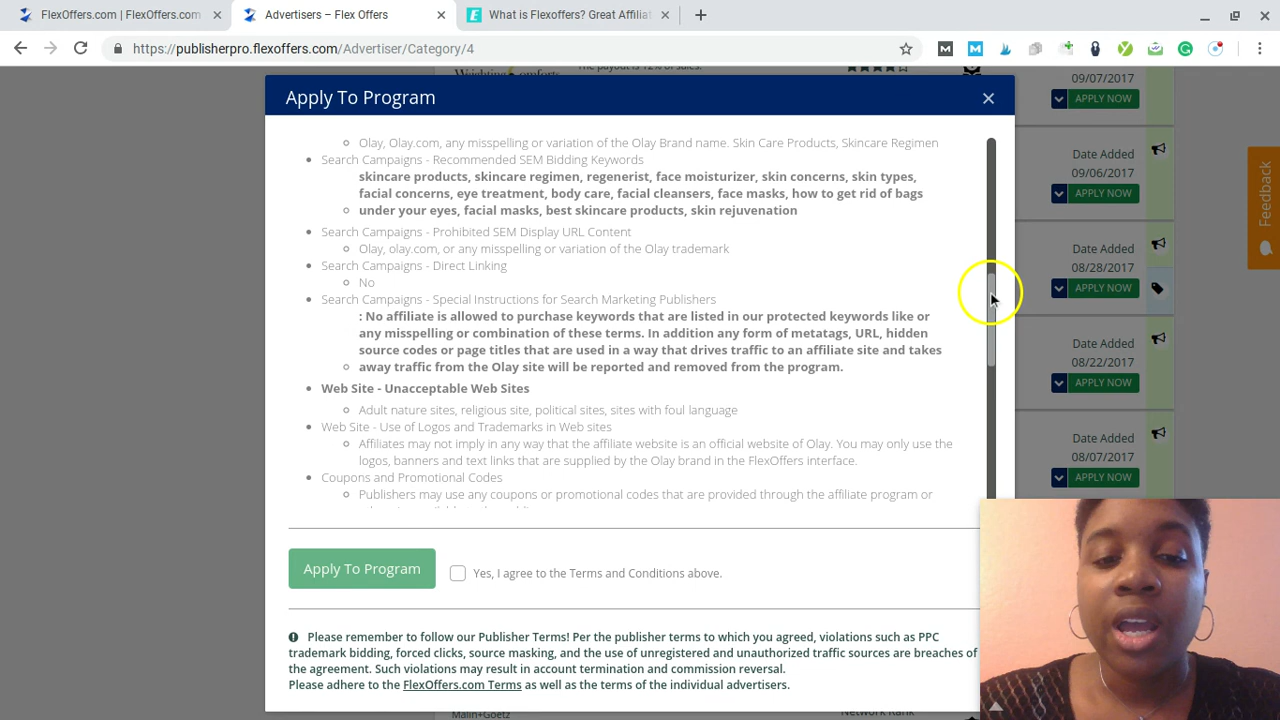 FlexOffers.com | FlexOffers.com
Advertisers – Flex Offers
What is Flexoffers? Great Affiliat
https://publisherpro.flexoffers.com/Advertiser/Category/4
The payout is 12% of sales.
Apply To Program
Olay, Olay.com, any misspelling or variation of the Olay Brand name. Skin Care Products, Skincare Regimen
Search Campaigns - Recommended SEM Bidding Keywords
skincare products, skincare regimen, regenerist, face moisturizer, skin concerns, skin types,
facial concerns, eye treatment, body care, facial cleansers, face masks, how to get rid of bags
under your eyes, facial masks, best skincare products, skin rejuvenation
Search Campaigns - Prohibited SEM Display URL Content
Olay, olay.com, or any misspelling or variation of the Olay trademark
Search Campaigns - Direct Linking
No
Search Campaigns - Special Instructions for Search Marketing Publishers
: No affiliate is allowed to purchase keywords that are listed in our protected keywords like or
any misspelling or combination of these terms. In addition any form of metatags, URL, hidden
source codes or page titles that are used in a way that drives traffic to an affiliate site and takes
away traffic from the Olay site will be reported and removed from the program.
Web Site - Unacceptable Web Sites
Adult nature sites, religious site, political sites, sites with foul language
Web Site - Use of Logos and Trademarks in Web sites
Affiliates may not imply in any way that the affiliate website is an official website of Olay. You may only use the
logos, banners and text links that are supplied by the Olay brand in the FlexOffers interface.
Coupons and Promotional Codes
Publishers may use any coupons or promotional codes that are provided through the affiliate program or
Apply To Program
Yes, I agree to the Terms and Conditions above.
Please remember to follow our Publisher Terms! Per the publisher terms to which you agreed, violations such as PPC
trademark bidding, forced clicks, source masking, and the use of unregistered and unauthorized traffic sources are breaches of
the agreement. Such violations may result in account termination and commission reversal.
Please adhere to the FlexOffers.com Terms as well as the terms of the individual advertisers.
09/07/2017
APPLY NOW
Date Added
09/06/2017
APPLY NOW
Date Added
08/28/2017
APPLY NOW
Date Added
08/22/2017
APPLY NOW
Date Added
08/07/2017
APPLY NOW
Feedback
Malin+Goetz
Network Rank